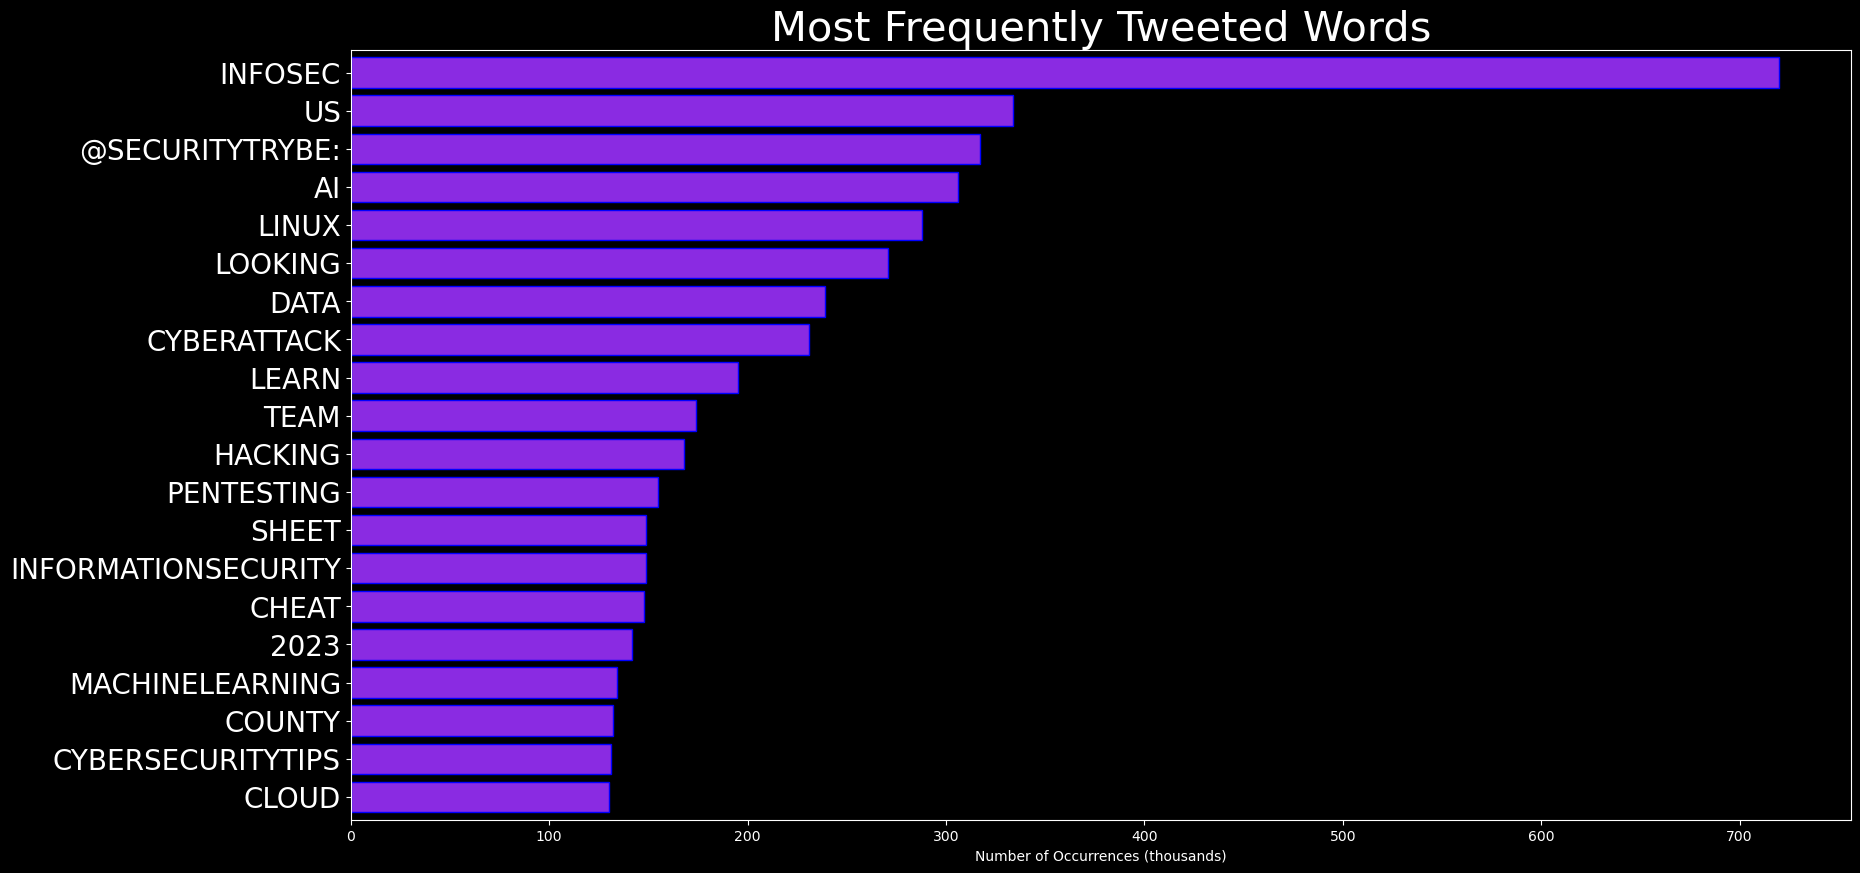 Most Frequently Tweeted Words
INFOSEC
US
@SECURITYTRYBE:
AI
LINUX
LOOKING
DATA
CYBERATTACK
LEARN
TEAM
HACKING
PENTESTING
SHEET
INFORMATIONSECURITY
CHEAT
2023
MACHINELEARNING
COUNTY
CYBERSECURITYTIPS
CLOUD
0 100 200 300 400 500 600 700
Number of Occurrences (thousands)